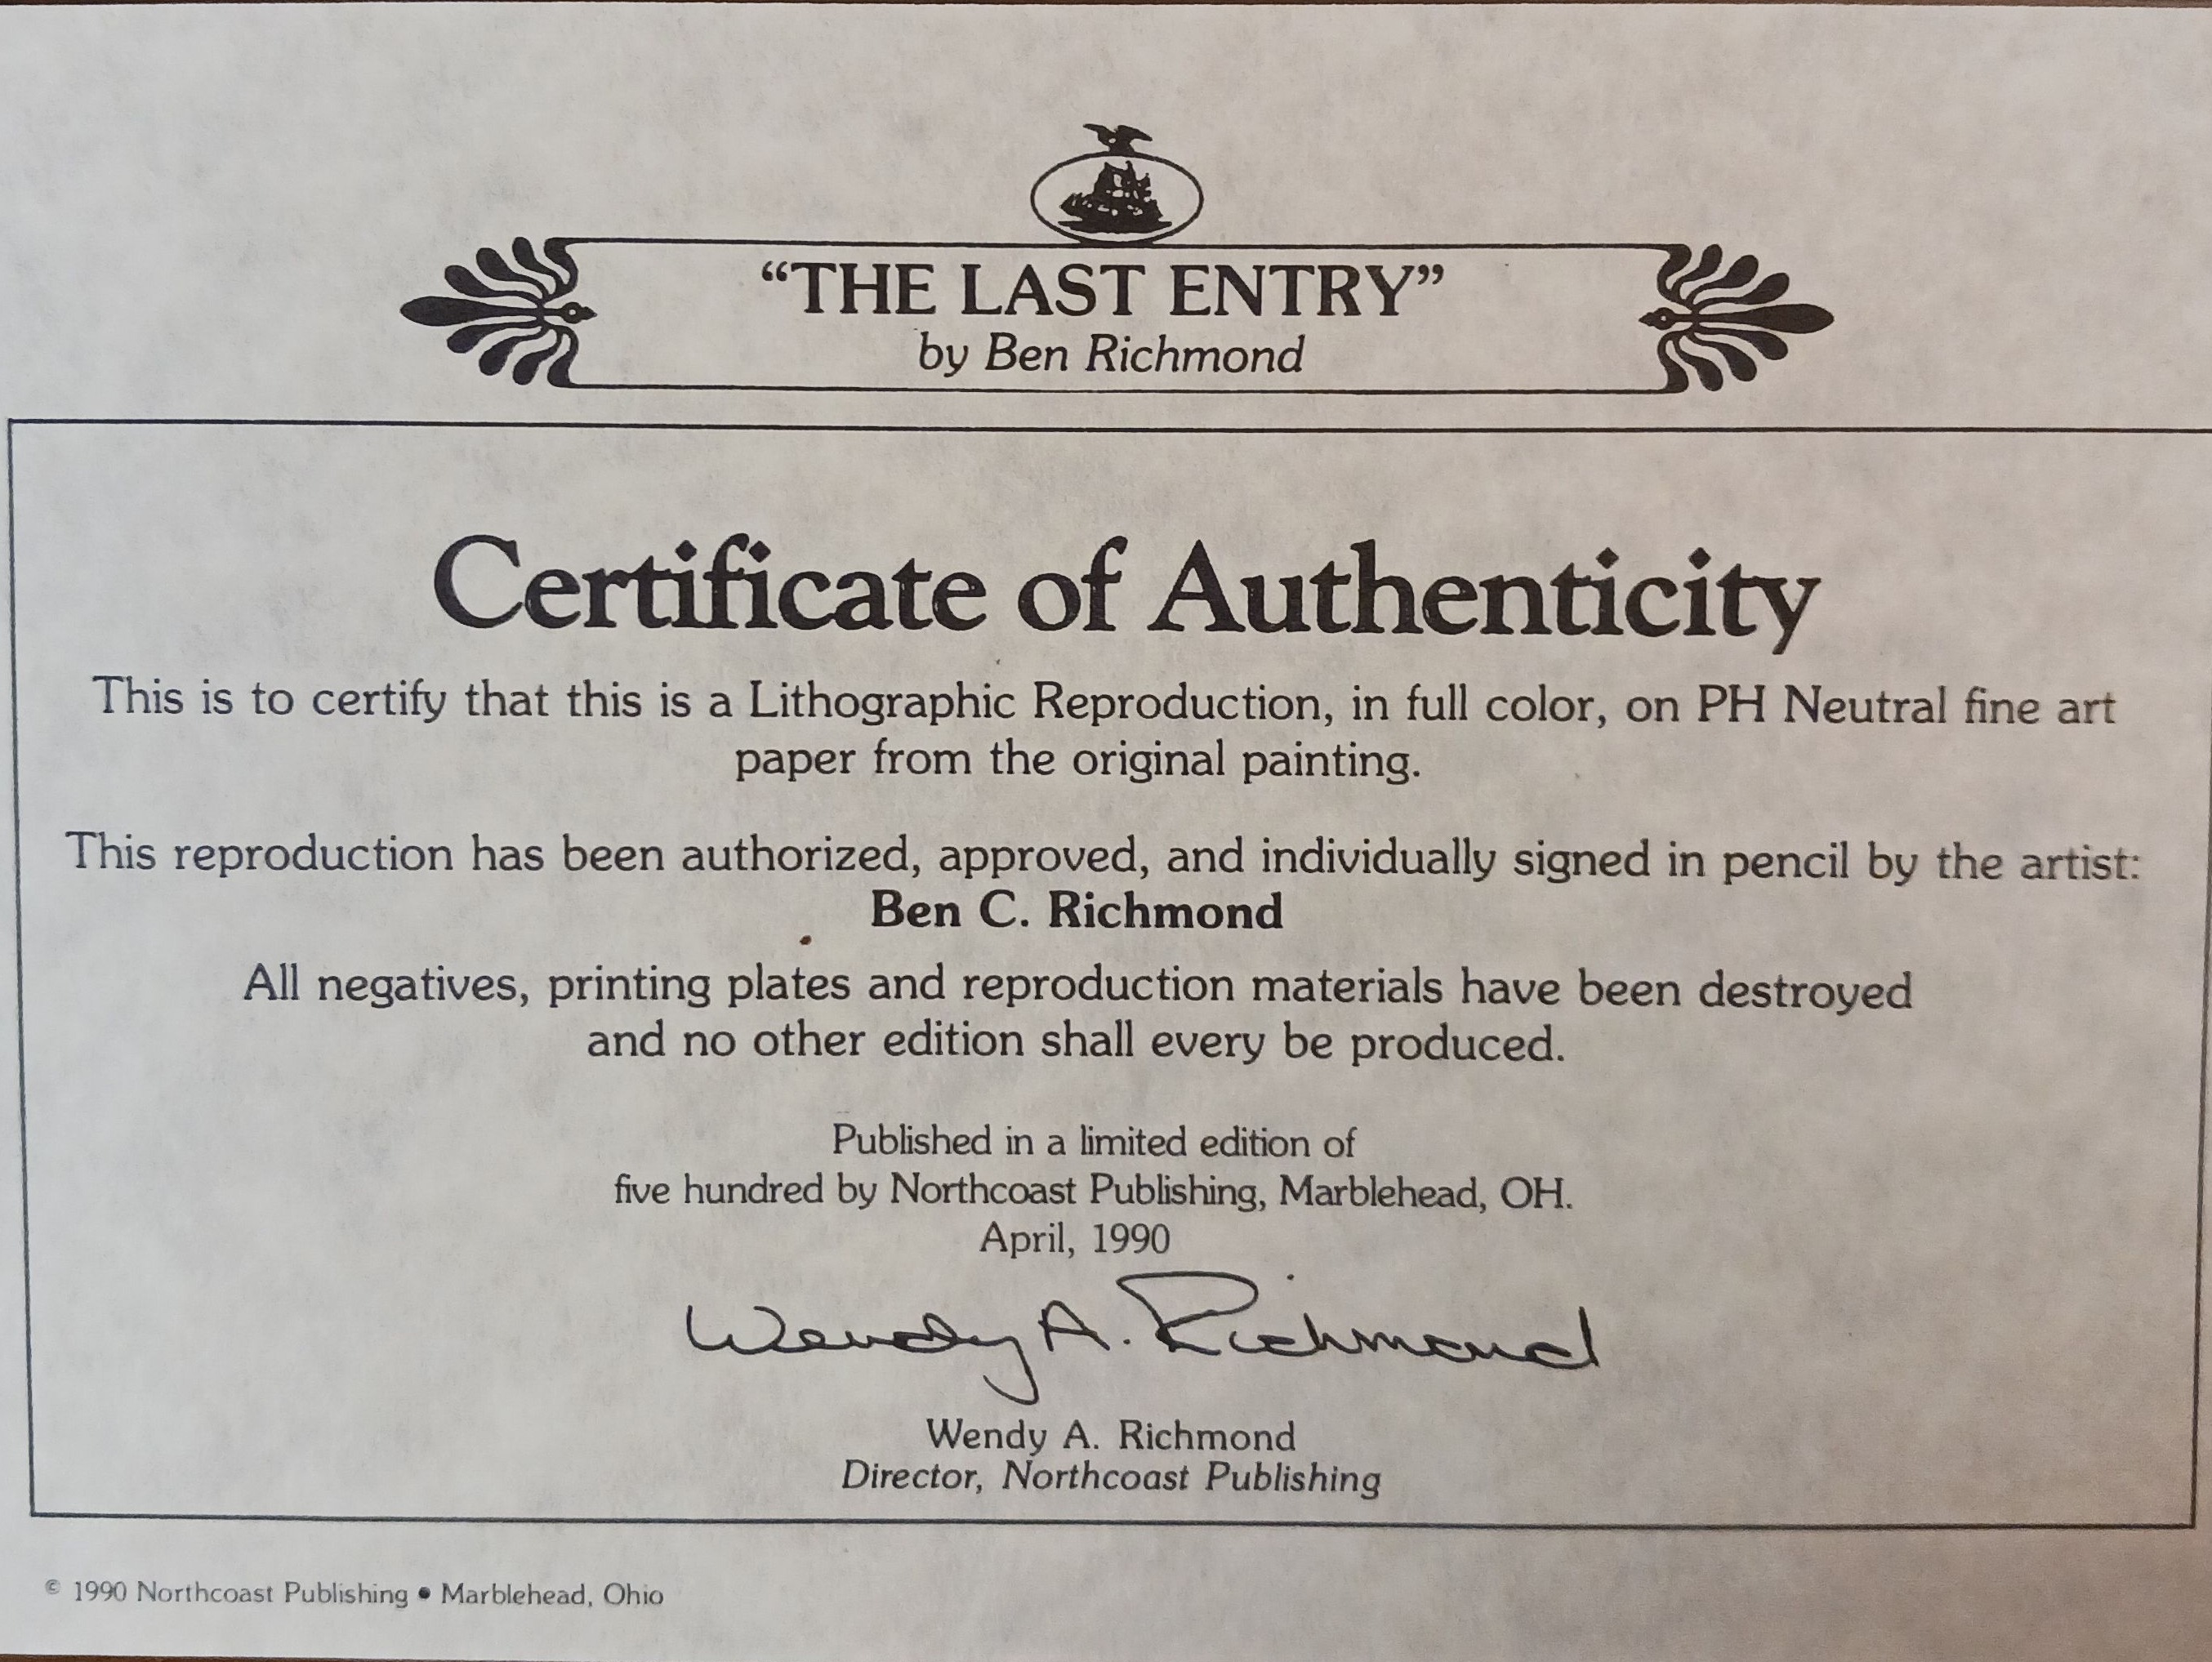 “THE LAST ENTRY”
by Ben Richmond
Certificate of Authenticity
This is to certify that this is a Lithographic Reproduction, in full color, on PH Neutral fine art
paper from the original painting.
This reproduction has been authorized, approved, and individually signed in pencil by the artist:
Ben C. Richmond
All negatives, printing plates and reproduction materials have been destroyed
and no other edition shall every be produced.
Published in a limited edition of
five hundred by Northcoast Publishing, Marblehead, OH.
April, 1990
Wendy A. Richmond
Wendy A. Richmond
Director, Northcoast Publishing
© 1990 Northcoast Publishing • Marblehead, Ohio